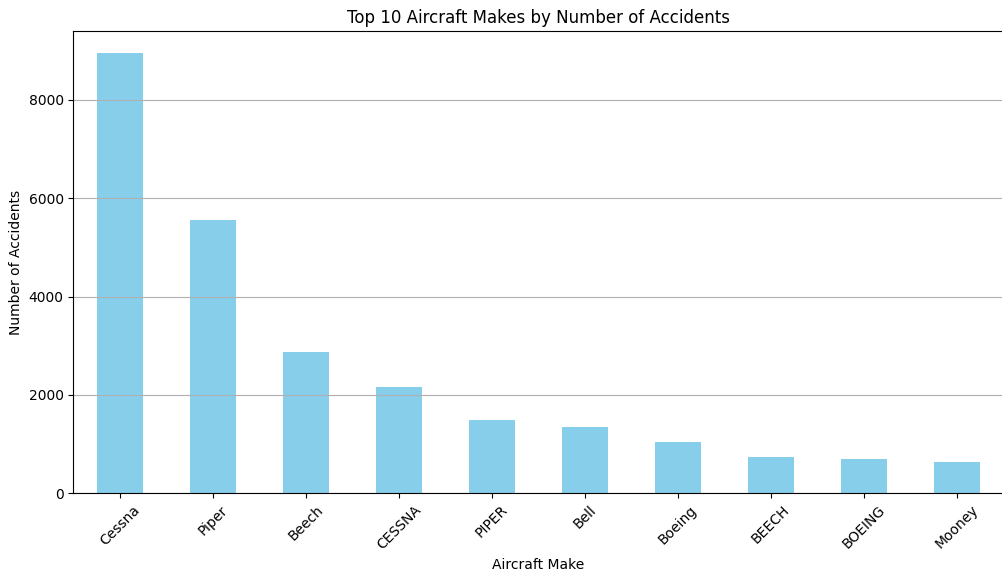 Top 10 Aircraft Makes by Number of Accidents
Number of Accidents
8000
6000
4000
2000
0
Cessna
Piper
Beech
CESSNA
PIPER
Bell
Boeing
BEECH
BOEING
Mooney
Aircraft Make